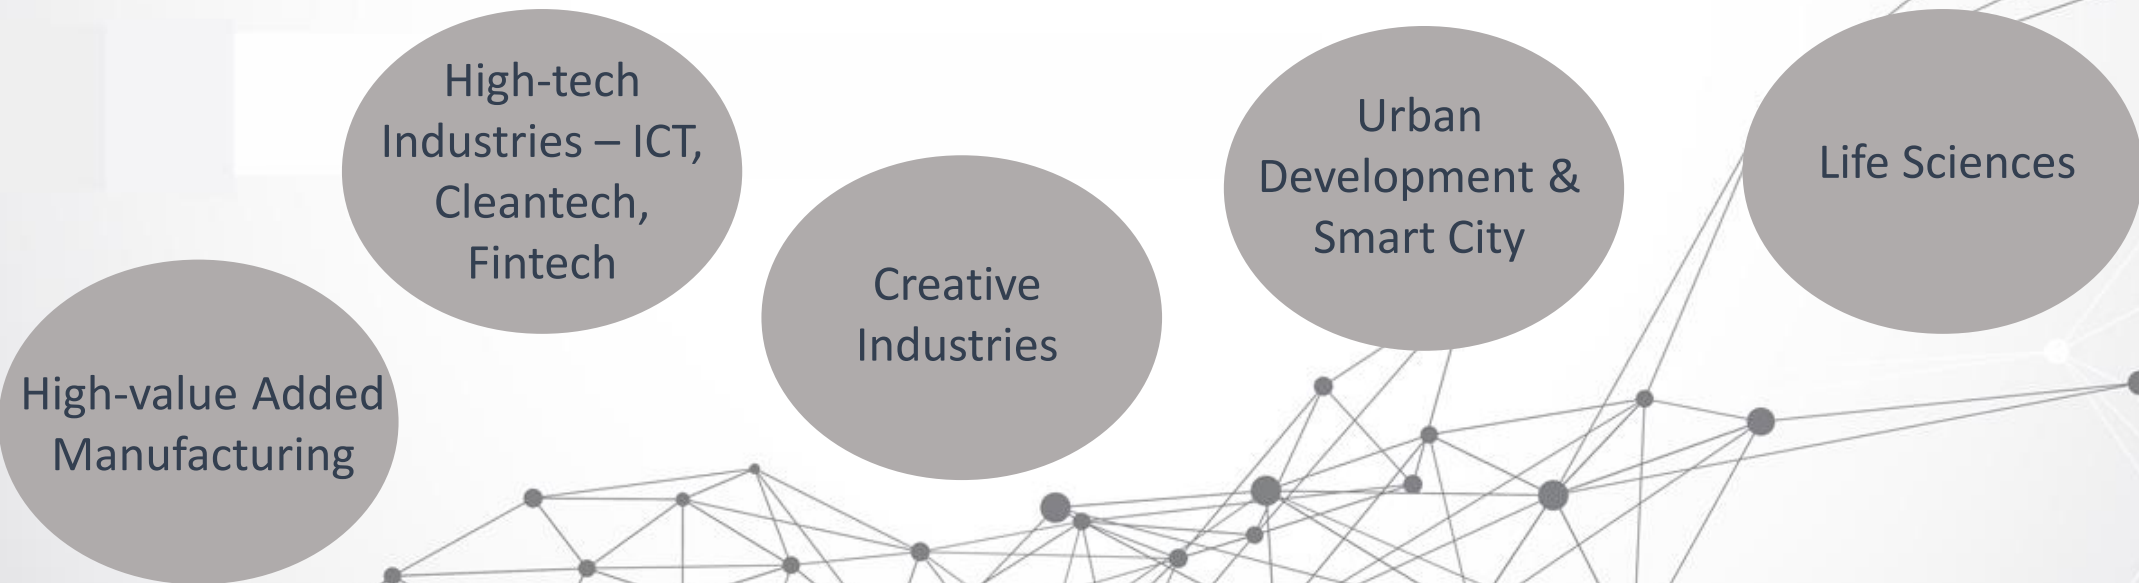 High-value Added
Manufacturing
High-tech
Industries – ICT,
Cleantech,
Fintech
Creative
Industries
Urban
Development &
Smart City
Life Sciences